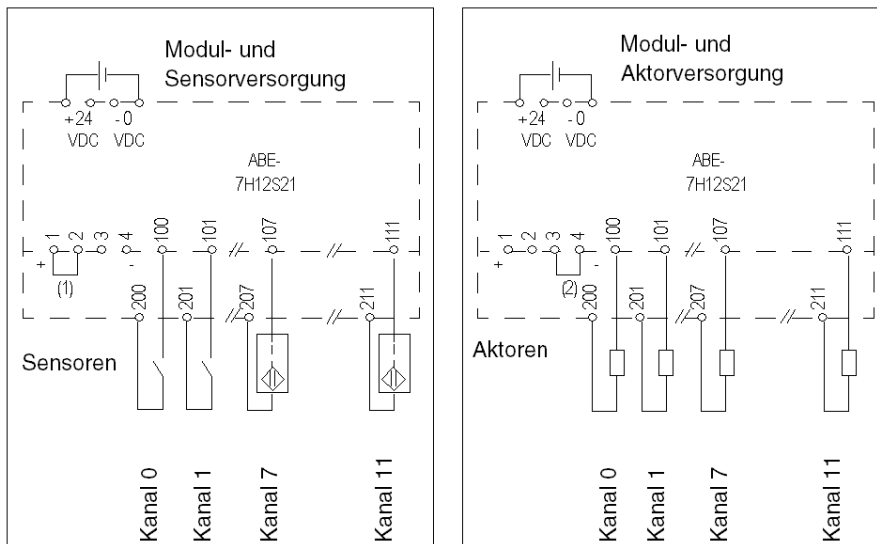 Modul- und
Sensorversorgung
+24 - 0
VDC VDC
ABE-
7H12S21
1 2 3 4 100 101 // 107 // 111
+ -
(1)
200 201 // 207 // 211
Sensoren
Kanal 0
Kanal 1
Kanal 7
Kanal 11
Modul- und
Aktorversorgung
+24 - 0
VDC VDC
ABE-
7H12S21
1 2 3 4 100 101 // 107 // 111
+ -
(2)
200 201 // 207 // 211
Aktoren
Kanal 0
Kanal 1
Kanal 7
Kanal 11